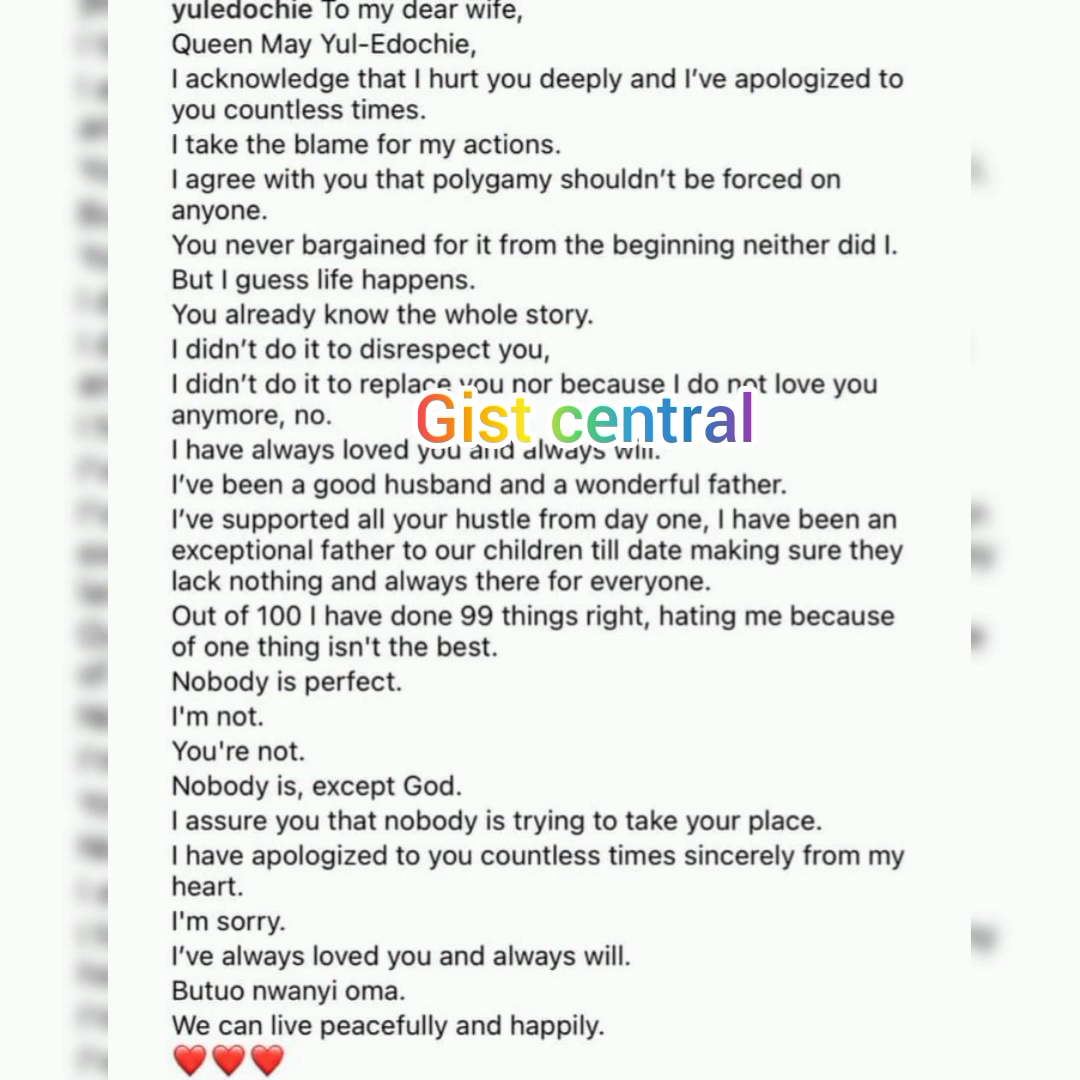 yuledochie To my dear wife,
Queen May Yul-Edochie,
I acknowledge that I hurt you deeply and I’ve apologized to
you countless times.
I take the blame for my actions.
I agree with you that polygamy shouldn’t be forced on
anyone.
You never bargained for it from the beginning neither did I.
But I guess life happens.
You already know the whole story.
I didn’t do it to disrespect you,
I didn’t do it to replace you nor because I do not love you
anymore, no.
Gist central
I have always loved you and always will.
I’ve been a good husband and a wonderful father.
I’ve supported all your hustle from day one, I have been an
exceptional father to our children till date making sure they
lack nothing and always there for everyone.
Out of 100 I have done 99 things right, hating me because
of one thing isn't the best.
Nobody is perfect.
I'm not.
You're not.
Nobody is, except God.
I assure you that nobody is trying to take your place.
I have apologized to you countless times sincerely from my
heart.
I'm sorry.
I’ve always loved you and always will.
Butuo nwanyi oma.
We can live peacefully and happily.
❤️❤️❤️